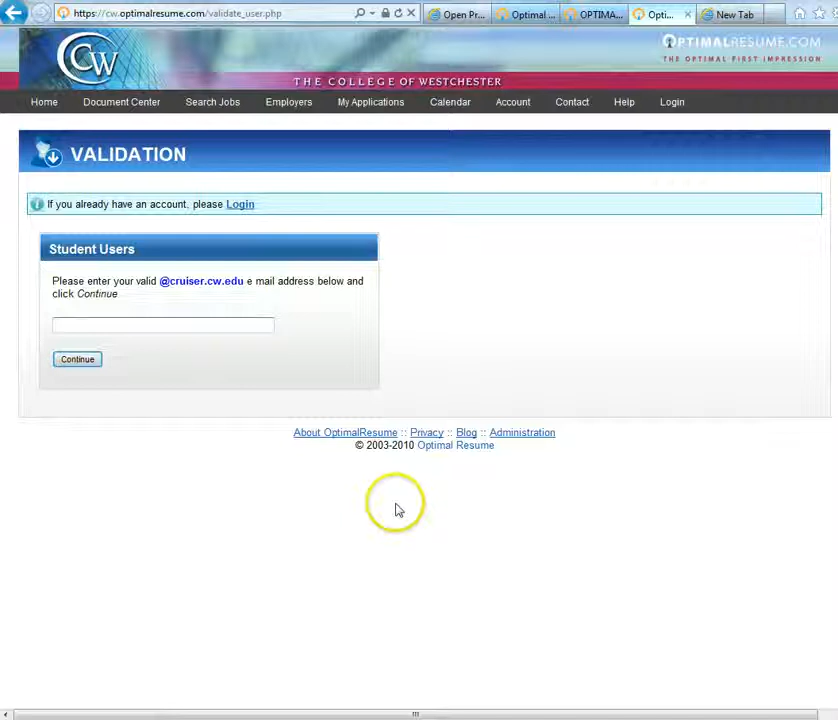 https://cw.optimalresume.com/validate_user.php
Open Pr...
Optimal ...
OPTIMA...
Opti...
New Tab
CW
OPTIMALRESUME.COM
THE OPTIMAL FIRST IMPRESSION
THE COLLEGE OF WESTCHESTER
Home Document Center Search Jobs Employers My Applications Calendar Account Contact Help Login
VALIDATION
If you already have an account, please Login
Student Users
Please enter your valid @cruiser.cw.edu e mail address below and
click Continue
Continue
About OptimalResume :: Privacy :: Blog :: Administration
© 2003-2010 Optimal Resume